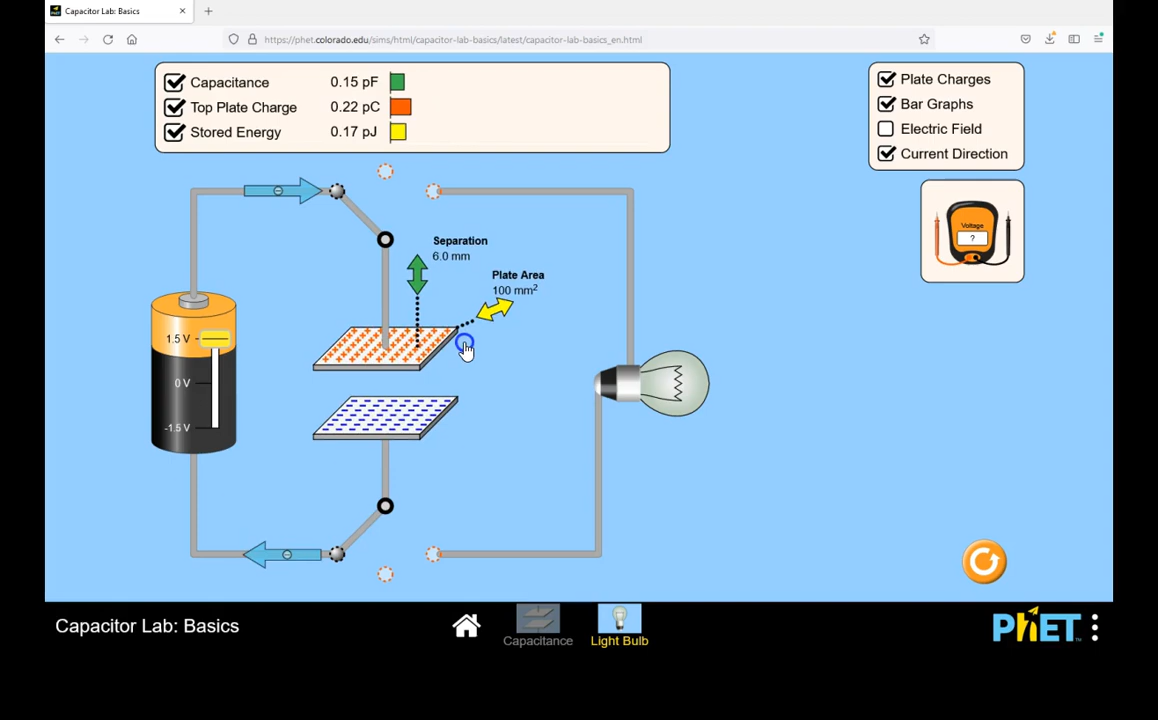 Capacitor Lab: Basics
https://phet.colorado.edu/sims/html/capacitor-lab-basics/latest/capacitor-lab-basics_en.html
Capacitance 0.15 pF
Top Plate Charge 0.22 pC
Stored Energy 0.17 pJ
Plate Charges
Bar Graphs
Electric Field
Current Direction
Voltage
?
Separation
6.0 mm
Plate Area
100 mm²
1.5 V
0 V
-1.5 V
Capacitor Lab: Basics
Capacitance
Light Bulb
PhET